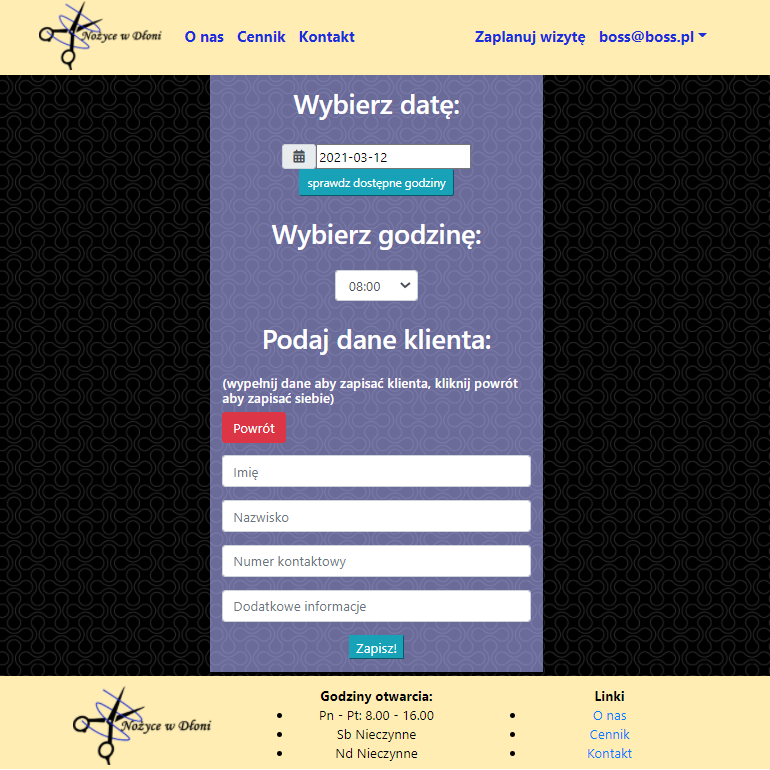 Nożyce w Dłoni
O nas Cennik Kontakt Zaplanuj wizytę boss@boss.pl
Wybierz datę:
2021-03-12
sprawdz dostępne godziny
Wybierz godzinę:
08:00
Podaj dane klienta:
(wypełnij dane aby zapisać klienta, kliknij powrót
aby zapisać siebie)
Powrót
Imię
Nazwisko
Numer kontaktowy
Dodatkowe informacje
Zapisz!
Nożyce w Dłoni
Godziny otwarcia:
Pn - Pt: 8.00 - 16.00
Sb Nieczynne
Nd Nieczynne
Linki
O nas
Cennik
Kontakt